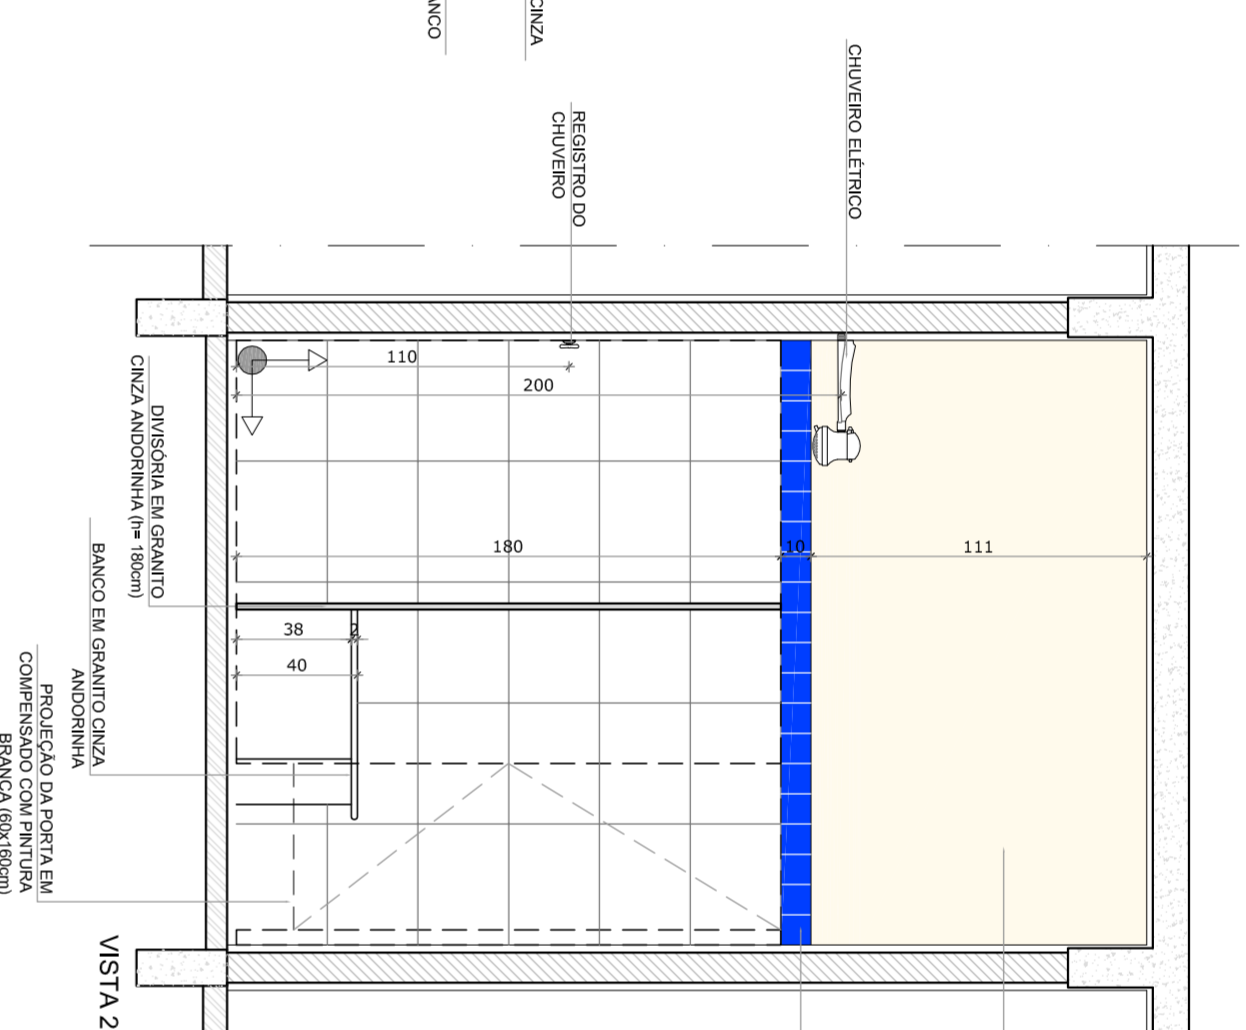 ANCO
CINZA
CHUVEIRO ELÉTRICO
REGISTRO DO
CHUVEIRO
110
200
180
10
111
38
2
40
DIVISÓRIA EM GRANITO
CINZA ANDORINHA (h= 180cm)
BANCO EM GRANITO CINZA
ANDORINHA
PROJEÇÃO DA PORTA EM
COMPENSADO COM PINTURA
BRANCA (60x160cm)
VISTA 2